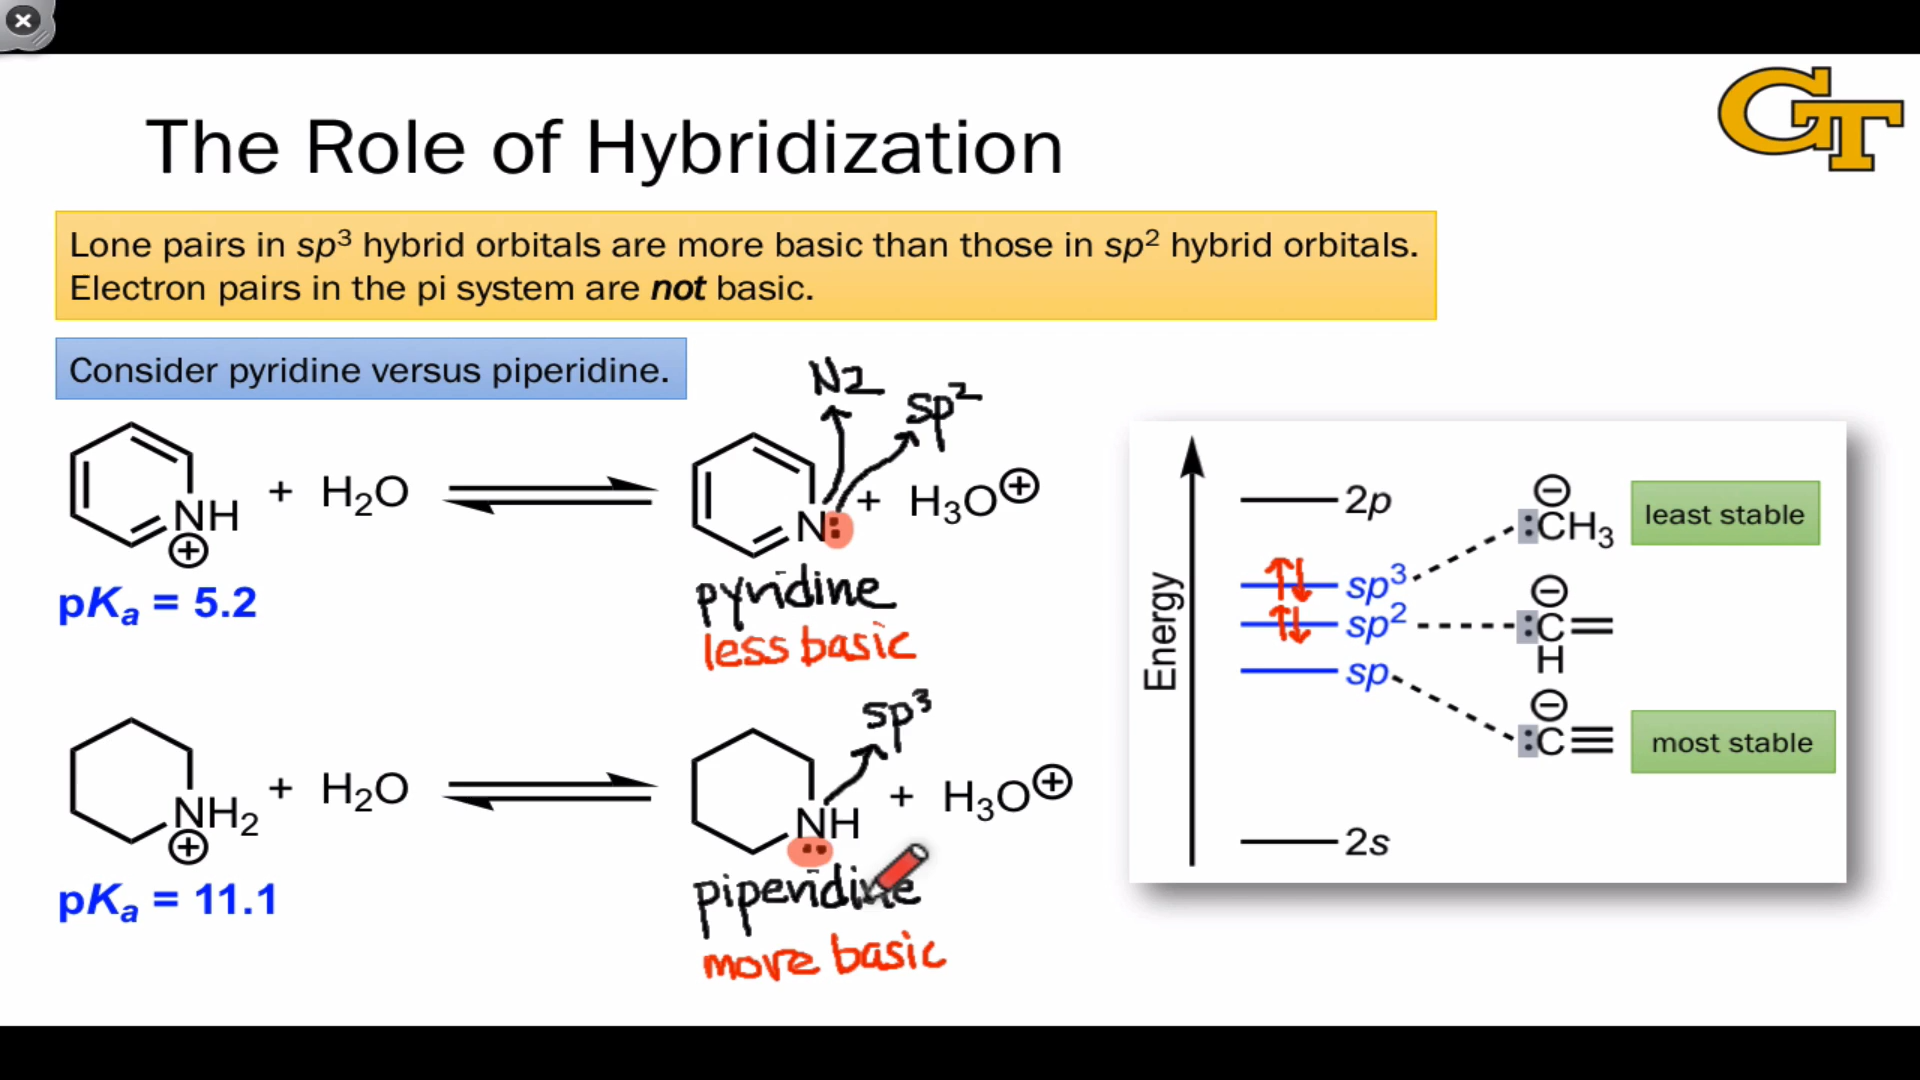 GT
The Role of Hybridization
Lone pairs in sp³ hybrid orbitals are more basic than those in sp² hybrid orbitals.
Electron pairs in the pi system are not basic.
Consider pyridine versus piperidine.
N2
sp²
NH
⊕
+ H₂O
N:
+ H₃O⊕
pKₐ = 5.2
pyridine
less basic
sp³
NH₂
⊕
+ H₂O
NH
+ H₃O⊕
pKₐ = 11.1
piperidine
more basic
Energy
2p
sp³
sp²
sp
2s
⊖
:CH₃
least stable
⊖
:C
H
⊖
:C
most stable